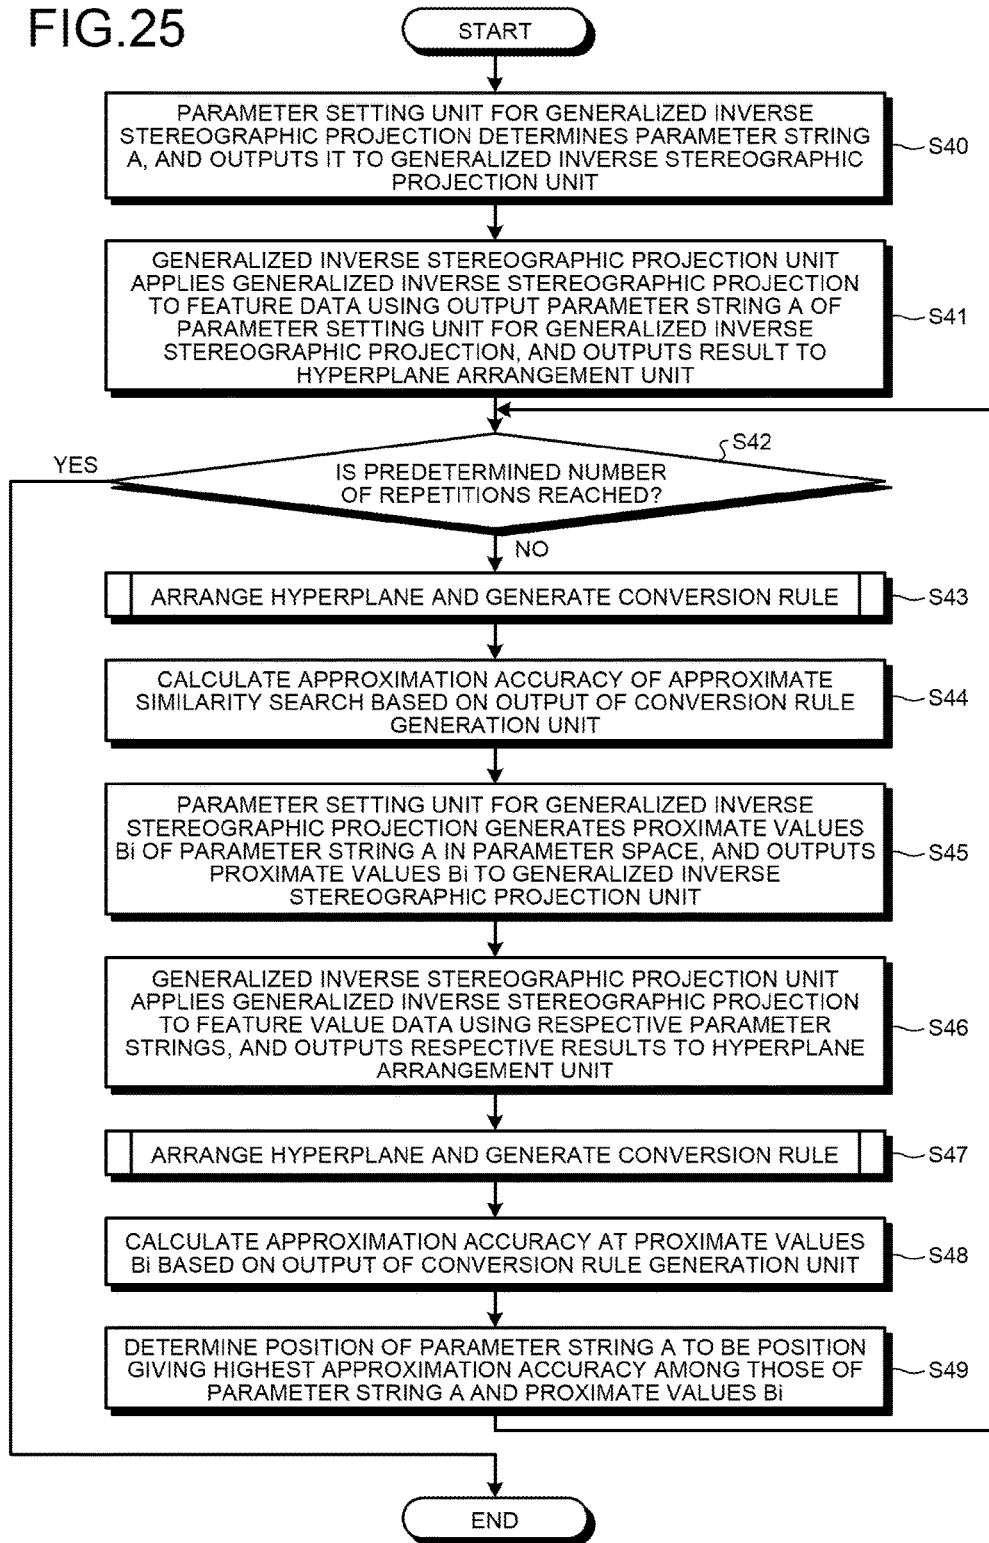 FIG.25
START
PARAMETER SETTING UNIT FOR GENERALIZED INVERSE
STEREOGRAPHIC PROJECTION DETERMINES PARAMETER STRING
A, AND OUTPUTS IT TO GENERALIZED INVERSE STEREOGRAPHIC
PROJECTION UNIT
S40
GENERALIZED INVERSE STEREOGRAPHIC PROJECTION UNIT
APPLIES GENERALIZED INVERSE STEREOGRAPHIC PROJECTION
TO FEATURE DATA USING OUTPUT PARAMETER STRING A OF
PARAMETER SETTING UNIT FOR GENERALIZED INVERSE
STEREOGRAPHIC PROJECTION, AND OUTPUTS RESULT TO
HYPERPLANE ARRANGEMENT UNIT
S41
S42
YES
IS PREDETERMINED NUMBER
OF REPETITIONS REACHED?
NO
ARRANGE HYPERPLANE AND GENERATE CONVERSION RULE
S43
CALCULATE APPROXIMATION ACCURACY OF APPROXIMATE
SIMILARITY SEARCH BASED ON OUTPUT OF CONVERSION RULE
GENERATION UNIT
S44
PARAMETER SETTING UNIT FOR GENERALIZED INVERSE
STEREOGRAPHIC PROJECTION GENERATES PROXIMATE VALUES
Bi OF PARAMETER STRING A IN PARAMETER SPACE, AND OUTPUTS
PROXIMATE VALUES Bi TO GENERALIZED INVERSE
STEREOGRAPHIC PROJECTION UNIT
S45
GENERALIZED INVERSE STEREOGRAPHIC PROJECTION UNIT
APPLIES GENERALIZED INVERSE STEREOGRAPHIC PROJECTION
TO FEATURE VALUE DATA USING RESPECTIVE PARAMETER
STRINGS, AND OUTPUTS RESPECTIVE RESULTS TO HYPERPLANE
ARRANGEMENT UNIT
S46
ARRANGE HYPERPLANE AND GENERATE CONVERSION RULE
S47
CALCULATE APPROXIMATION ACCURACY AT PROXIMATE VALUES
Bi BASED ON OUTPUT OF CONVERSION RULE GENERATION UNIT
S48
DETERMINE POSITION OF PARAMETER STRING A TO BE POSITION
GIVING HIGHEST APPROXIMATION ACCURACY AMONG THOSE OF
PARAMETER STRING A AND PROXIMATE VALUES Bi
S49
END